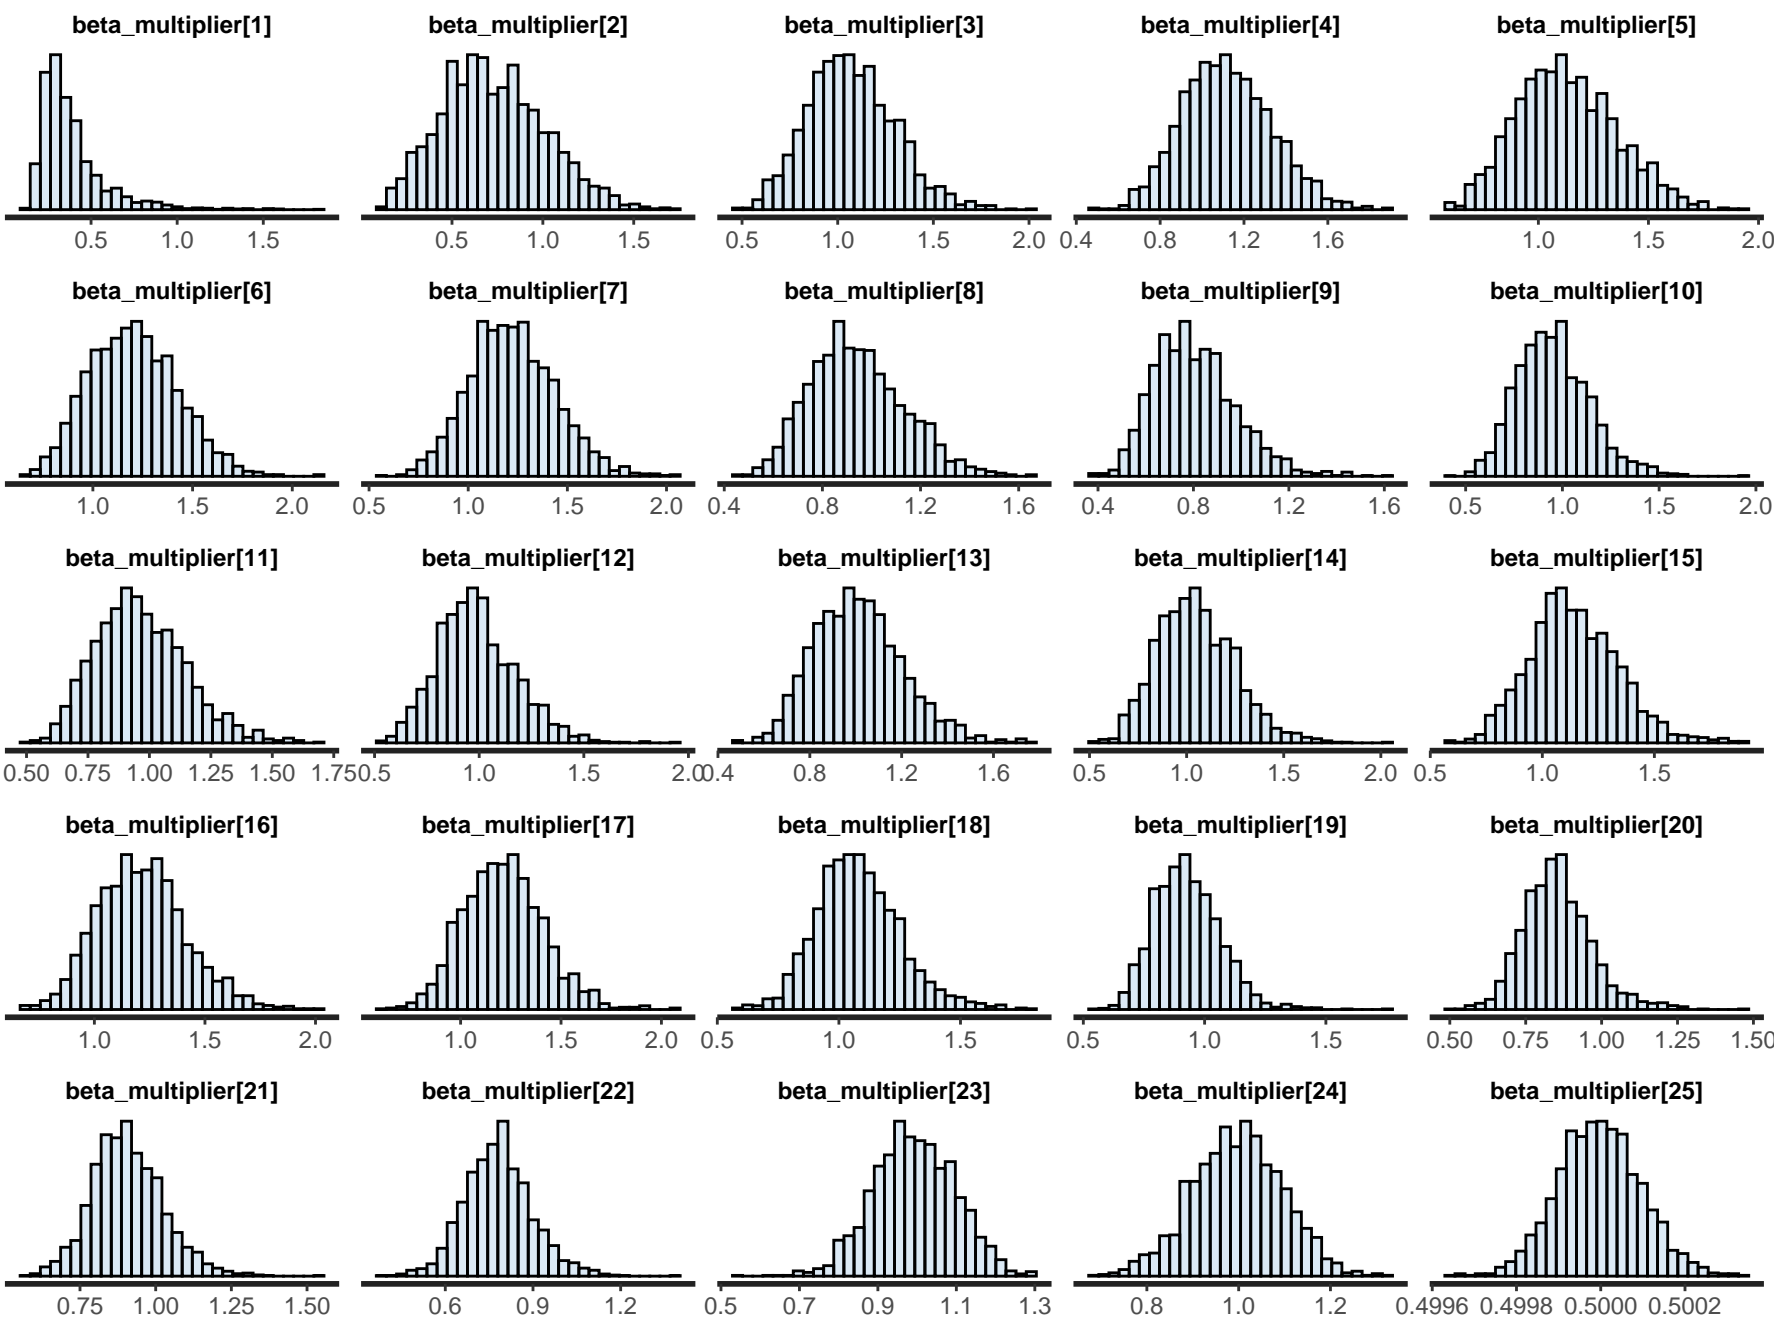 beta_multiplier[1] beta_multiplier[2] beta_multiplier[3] beta_multiplier[4] beta_multiplier[5]
0.5 1.0 1.5 0.5 1.0 1.5 0.5 1.0 1.5 2.0 0.4 0.8 1.2 1.6 1.0 1.5 2.0
beta_multiplier[6] beta_multiplier[7] beta_multiplier[8] beta_multiplier[9] beta_multiplier[10]
1.0 1.5 2.0 0.5 1.0 1.5 2.0 0.4 0.8 1.2 1.6 0.4 0.8 1.2 1.6 0.5 1.0 1.5 2.0
beta_multiplier[11] beta_multiplier[12] beta_multiplier[13] beta_multiplier[14] beta_multiplier[15]
0.50 0.75 1.00 1.25 1.50 1.75 0.5 1.0 1.5 2.0 0.4 0.8 1.2 1.6 0.5 1.0 1.5 2.0 0.5 1.0 1.5
beta_multiplier[16] beta_multiplier[17] beta_multiplier[18] beta_multiplier[19] beta_multiplier[20]
1.0 1.5 2.0 1.0 1.5 2.0 0.5 1.0 1.5 0.5 1.0 1.5 0.50 0.75 1.00 1.25 1.50
beta_multiplier[21] beta_multiplier[22] beta_multiplier[23] beta_multiplier[24] beta_multiplier[25]
0.75 1.00 1.25 1.50 0.6 0.9 1.2 0.5 0.7 0.9 1.1 1.3 0.8 1.0 1.2 0.4996 0.4998 0.5000 0.5002